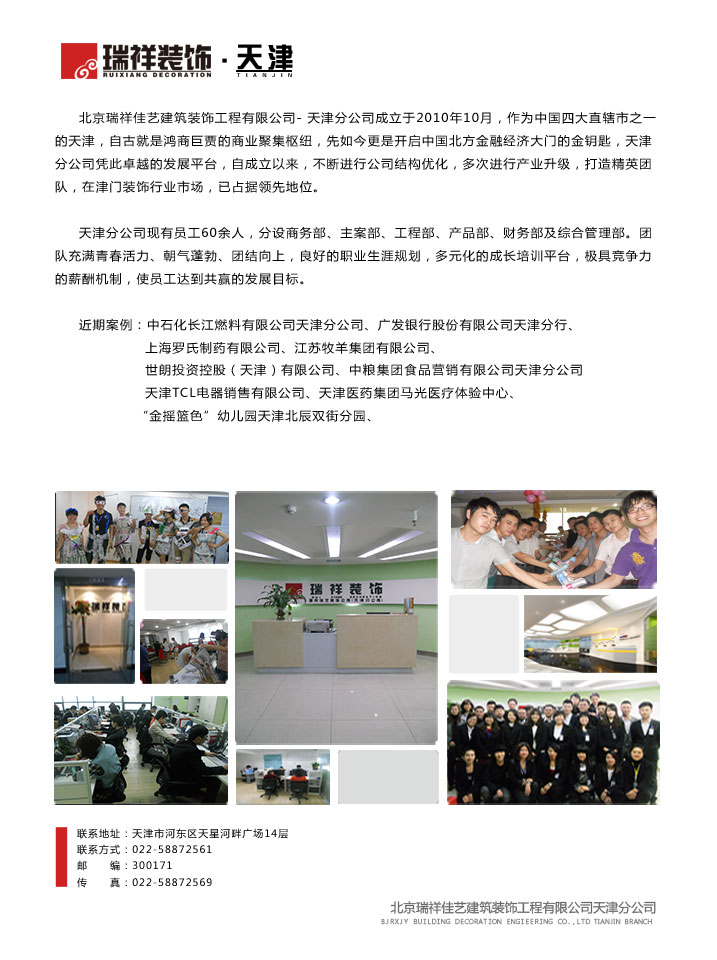 瑞祥装饰·天津
RUIXIANG DECORATION TIANJIN
北京瑞祥佳艺建筑装饰工程有限公司- 天津分公司成立于2010年10月，作为中国四大直辖市之一
的天津，自古就是鸿商巨贾的商业聚集枢纽，先如今更是开启中国北方金融经济大门的金钥匙，天津
分公司凭此卓越的发展平台，自成立以来，不断进行公司结构优化，多次进行产业升级，打造精英团
队，在津门装饰行业市场，已占据领先地位。
天津分公司现有员工60余人，分设商务部、主案部、工程部、产品部、财务部及综合管理部。团
队充满青春活力、朝气蓬勃、团结向上，良好的职业生涯规划，多元化的成长培训平台，极具竞争力
的薪酬机制，使员工达到共赢的发展目标。
近期案例：中石化长江燃料有限公司天津分公司、广发银行股份有限公司天津分行、
上海罗氏制药有限公司、江苏牧羊集团有限公司、
世朗投资控股（天津）有限公司、中粮集团食品营销有限公司天津分公司
天津TCL电器销售有限公司、天津医药集团马光医疗体验中心、
“金摇篮色”幼儿园天津北辰双街分园、
瑞祥装饰
瑞祥装饰
联系地址：天津市河东区天星河畔广场14层
联系方式：022-58872561
邮 编：300171
传 真：022-58872569
北京瑞祥佳艺建筑装饰工程有限公司天津分公司
BJRXJY BUILDING DECORATION ENGIEERING CO.,LTD TIANJIN BRANCH